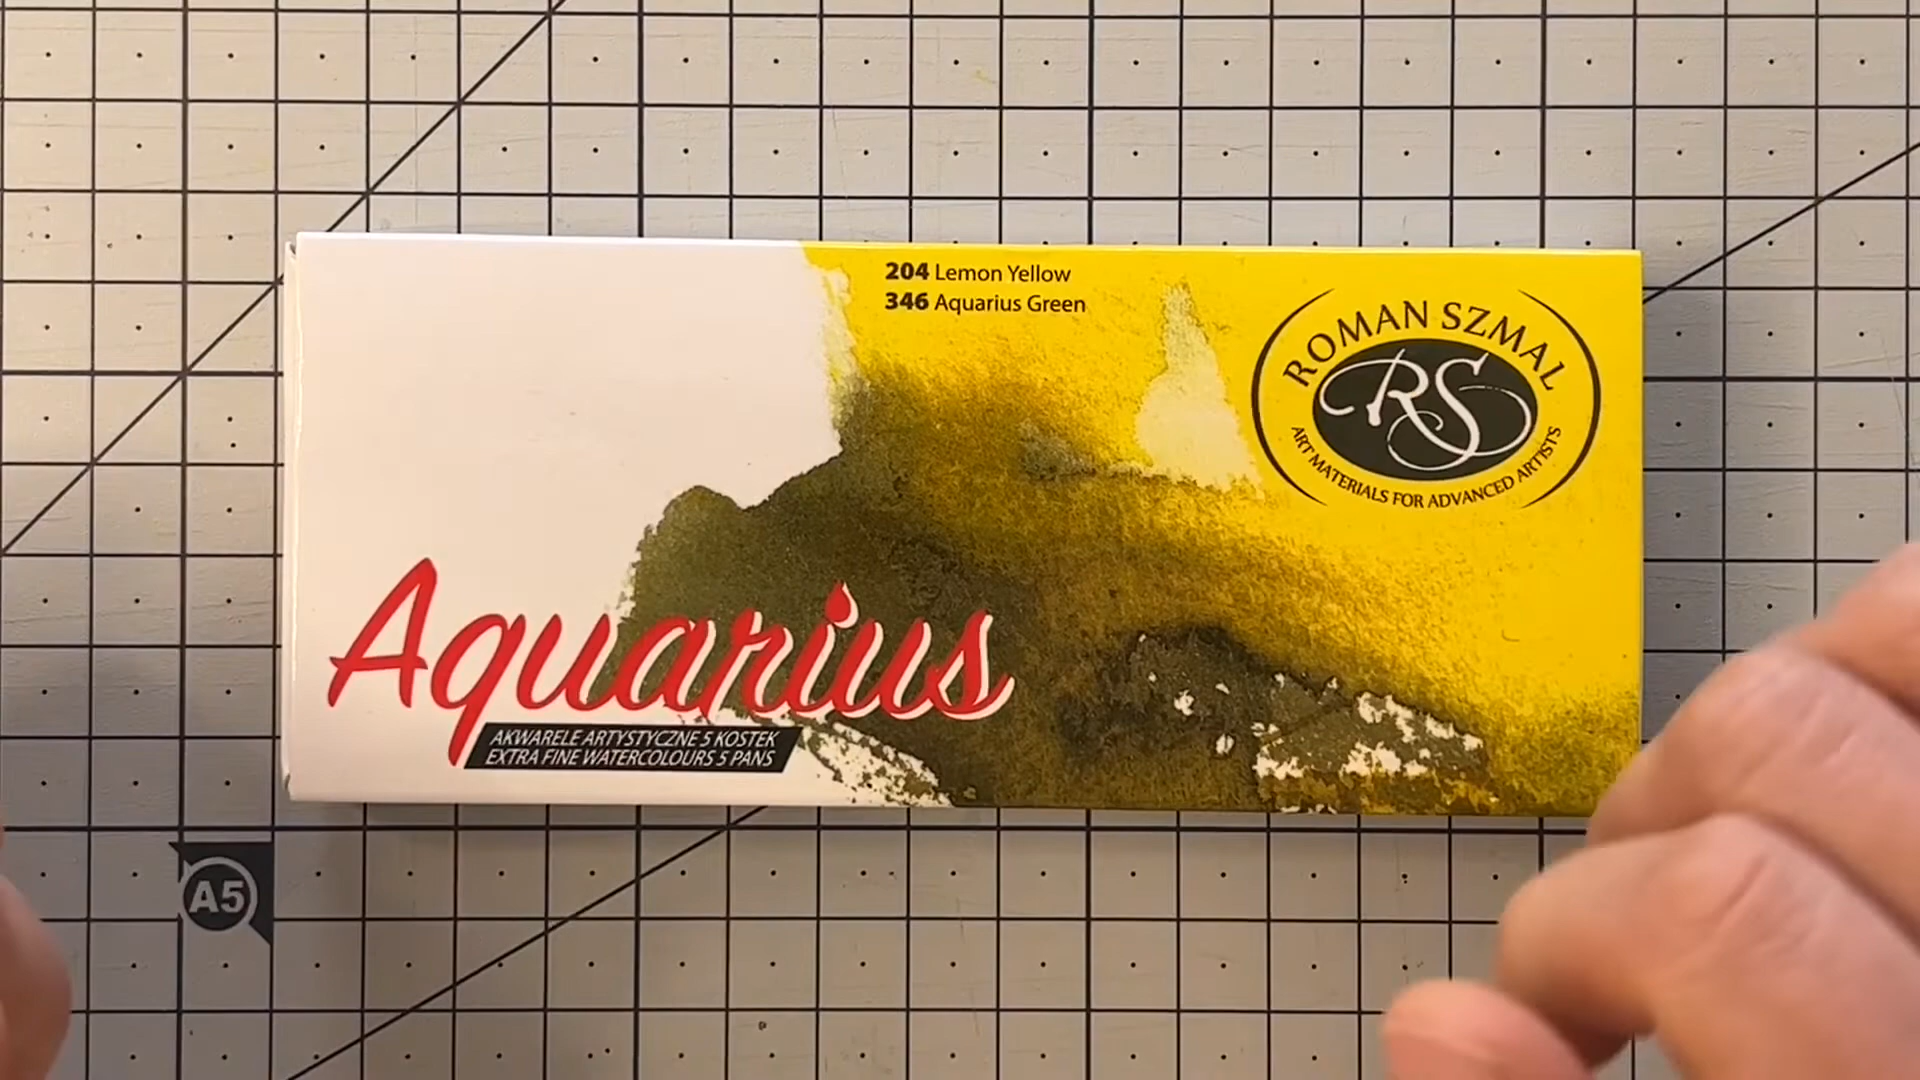 204 Lemon Yellow
346 Aquarius Green
ROMAN SZMAL
RS
ART MATERIALS FOR ADVANCED ARTISTS
Aquarius
AKWARELE ARTYSTYCZNE 5 KOSTEK
EXTRA FINE WATERCOLOURS 5 PANS
A5